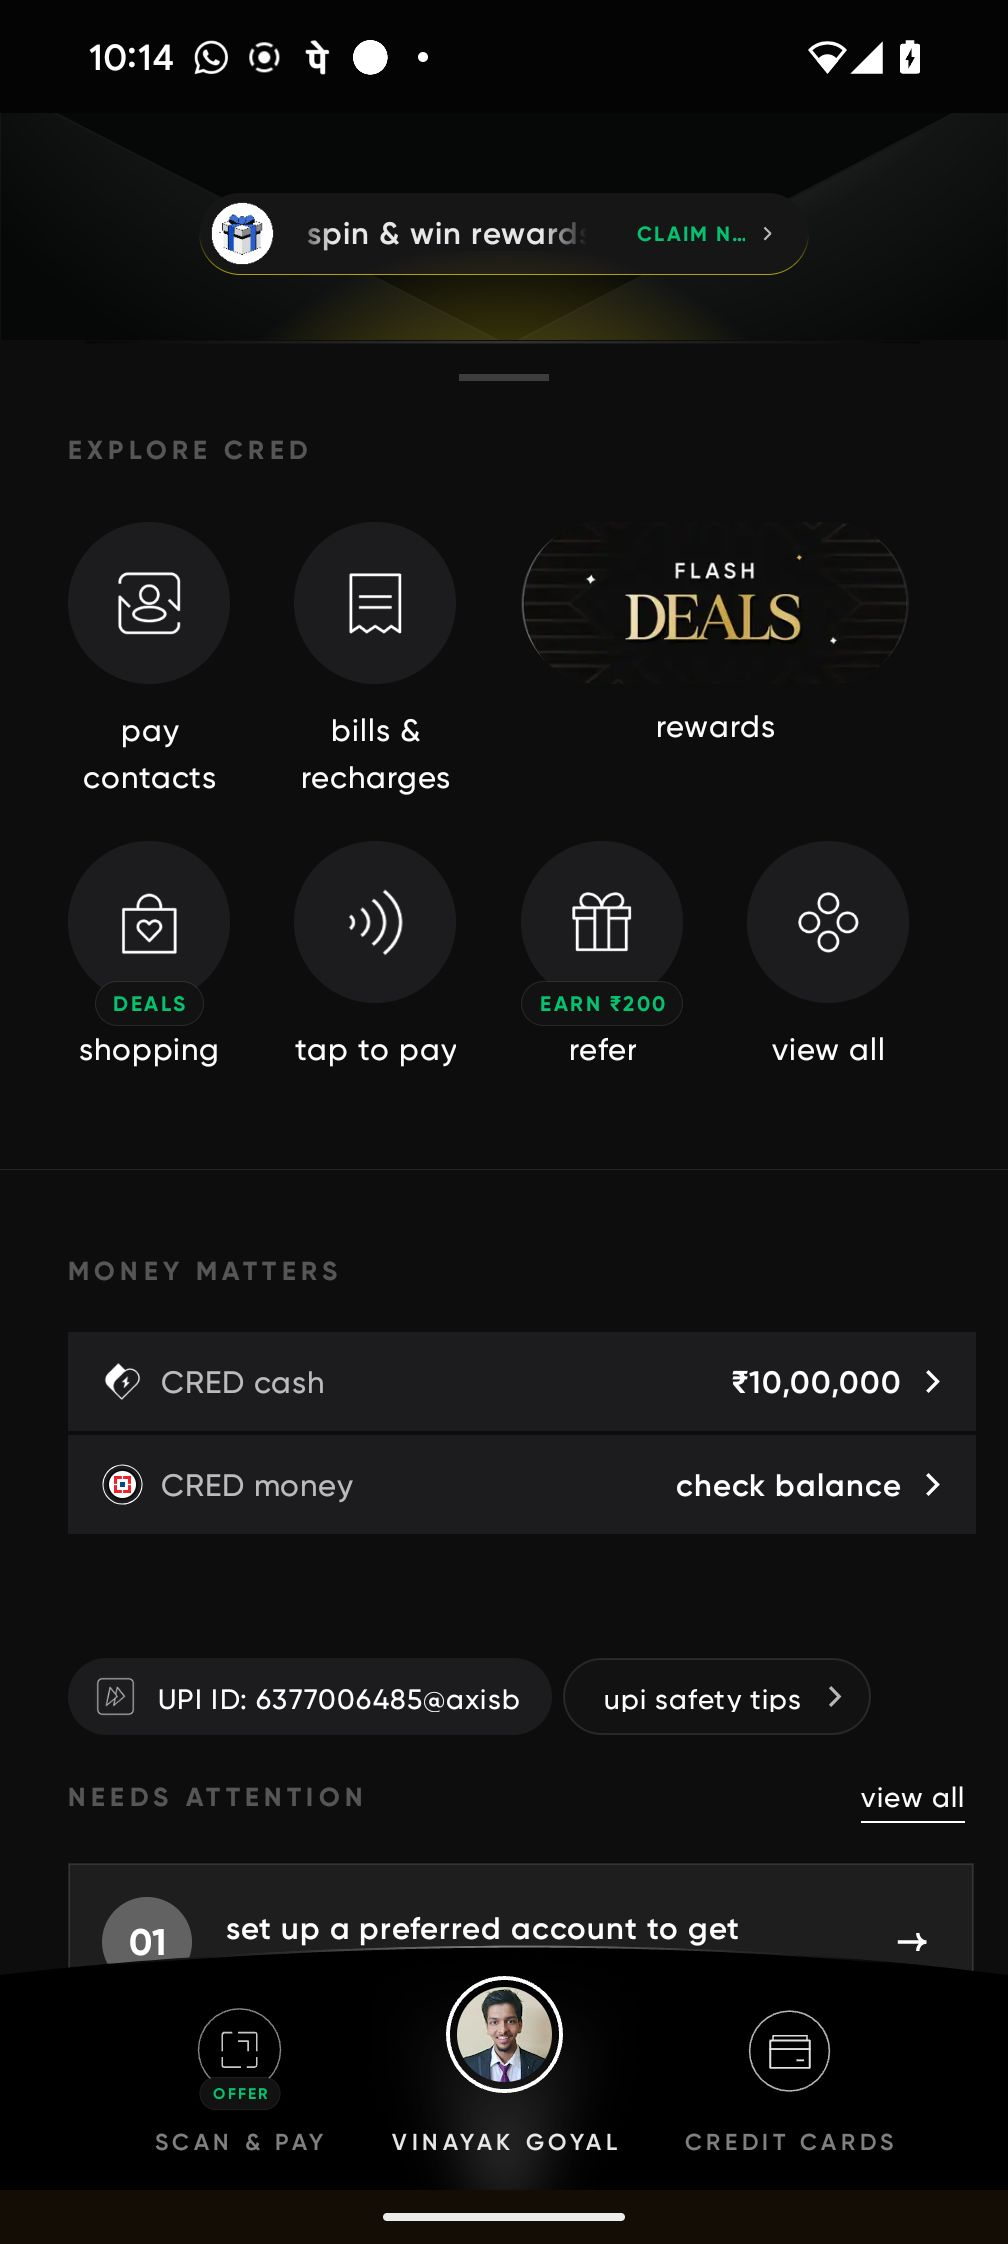 10:14 पे
spin & win rewards CLAIM N... >
EXPLORE CRED
FLASH
DEALS
pay
contacts
bills &
recharges
rewards
DEALS
shopping
tap to pay
EARN ₹200
refer
view all
MONEY MATTERS
CRED cash ₹10,00,000 >
CRED money check balance >
UPI ID: 6377006485@axisb
upi safety tips >
NEEDS ATTENTION view all
01 set up a preferred account to get →
OFFER
SCAN & PAY
VINAYAK GOYAL
CREDIT CARDS